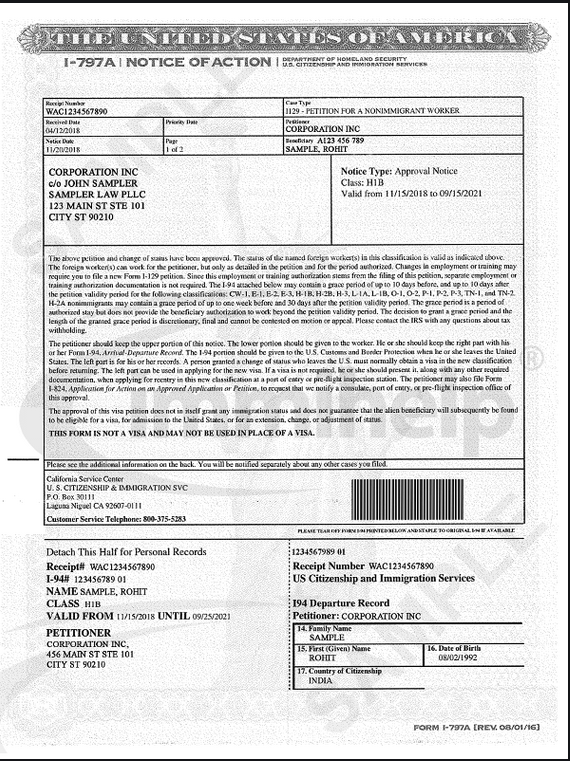 THE UNITED STATES OF AMERICA
I-797A | NOTICE OF ACTION | DEPARTMENT OF HOMELAND SECURITY
U.S. CITIZENSHIP AND IMMIGRATION SERVICES
Receipt Number
WAC1234567890
Case Type
I129 - PETITION FOR A NONIMMIGRANT WORKER
Received Date
04/12/2018
Priority Date
Petitioner
CORPORATION INC
Notice Date
11/20/2018
Page
1 of 2
Beneficiary A123 456 789
SAMPLE, ROHIT
CORPORATION INC
c/o JOHN SAMPLER
SAMPLER LAW PLLC
123 MAIN ST STE 101
CITY ST 90210
Notice Type: Approval Notice
Class: H1B
Valid from 11/15/2018 to 09/15/2021
The above petition and change of status have been approved. The status of the named foreign worker(s) in this classification is valid as indicated above.
The foreign worker(s) can work for the petitioner, but only as detailed in the petition and for the period authorized. Changes in employment or training may
require you to file a new Form I-129 petition. Since this employment or training authorization stems from the filing of this petition, separate employment or
training authorization documentation is not required. The I-94 attached below may contain a grace period of up to 10 days before, and up to 10 days after
the petition validity period for the following classifications: CW-1, E-1, E-2, E-3, H-1B, H-2B, H-3, L-1A, L-1B, O-1, O-2, P-1, P-2, P-3, TN-1, and TN-2.
H-2A nonimmigrants may contain a grace period of up to one week before and 30 days after the petition validity period. The grace period is a period of
authorized stay but does not provide the beneficiary authorization to work beyond the petition validity period. The decision to grant a grace period and the
length of the granted grace period is discretionary, final and cannot be contested on motion or appeal. Please contact the IRS with any questions about tax
withholding.
The petitioner should keep the upper portion of this notice. The lower portion should be given to the worker. He or she should keep the right part with his
or her Form I-94, Arrival-Departure Record. The I-94 portion should be given to the U.S. Customs and Border Protection when he or she leaves the United
States. The left part is for his or her records. A person granted a change of status who leaves the U.S. must normally obtain a visa in the new classification
before returning. The left part can be used in applying for the new visa. If a visa is not required, he or she should present it, along with any other required
documentation, when applying for reentry in this new classification at a port of entry or pre-flight inspection station. The petitioner may also file Form
I-824, Application for Action on an Approved Application or Petition, to request that we notify a consulate, port of entry, or pre-flight inspection office of
this approval.
The approval of this visa petition does not in itself grant any immigration status and does not guarantee that the alien beneficiary will subsequently be found
to be eligible for a visa, for admission to the United States, or for an extension, change, or adjustment of status.
THIS FORM IS NOT A VISA AND MAY NOT BE USED IN PLACE OF A VISA.
Please see the additional information on the back. You will be notified separately about any other cases you filed.
California Service Center
U. S. CITIZENSHIP & IMMIGRATION SVC
P.O. Box 30111
Laguna Niguel CA 92607-0111
Customer Service Telephone: 800-375-5283
PLEASE TEAR OFF FORM I-94 PRINTED BELOW AND STAPLE TO ORIGINAL I-94 IF AVAILABLE
Detach This Half for Personal Records
Receipt# WAC1234567890
I-94# 123456789 01
NAME SAMPLE, ROHIT
CLASS H1B
VALID FROM 11/15/2018 UNTIL 09/25/2021
PETITIONER
CORPORATION INC,
456 MAIN ST STE 101
CITY ST 90210
1234567989 01
Receipt Number WAC1234567890
US Citizenship and Immigration Services
I94 Departure Record
Petitioner: CORPORATION INC
14. Family Name
SAMPLE
15. First (Given) Name
ROHIT
16. Date of Birth
08/02/1992
17. Country of Citizenship
INDIA
FORM I-797A [REV. 08/01/16]